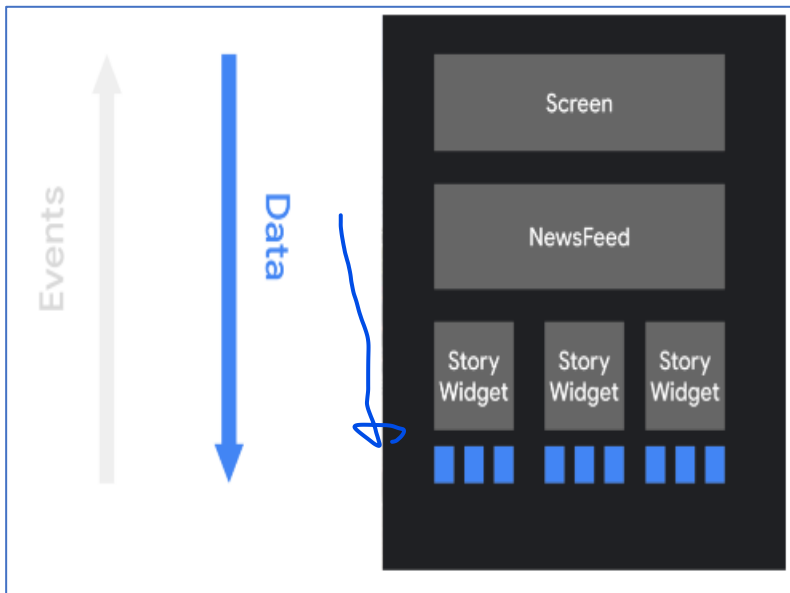 Events
Data
Screen
NewsFeed
Story
Widget
Story
Widget
Story
Widget